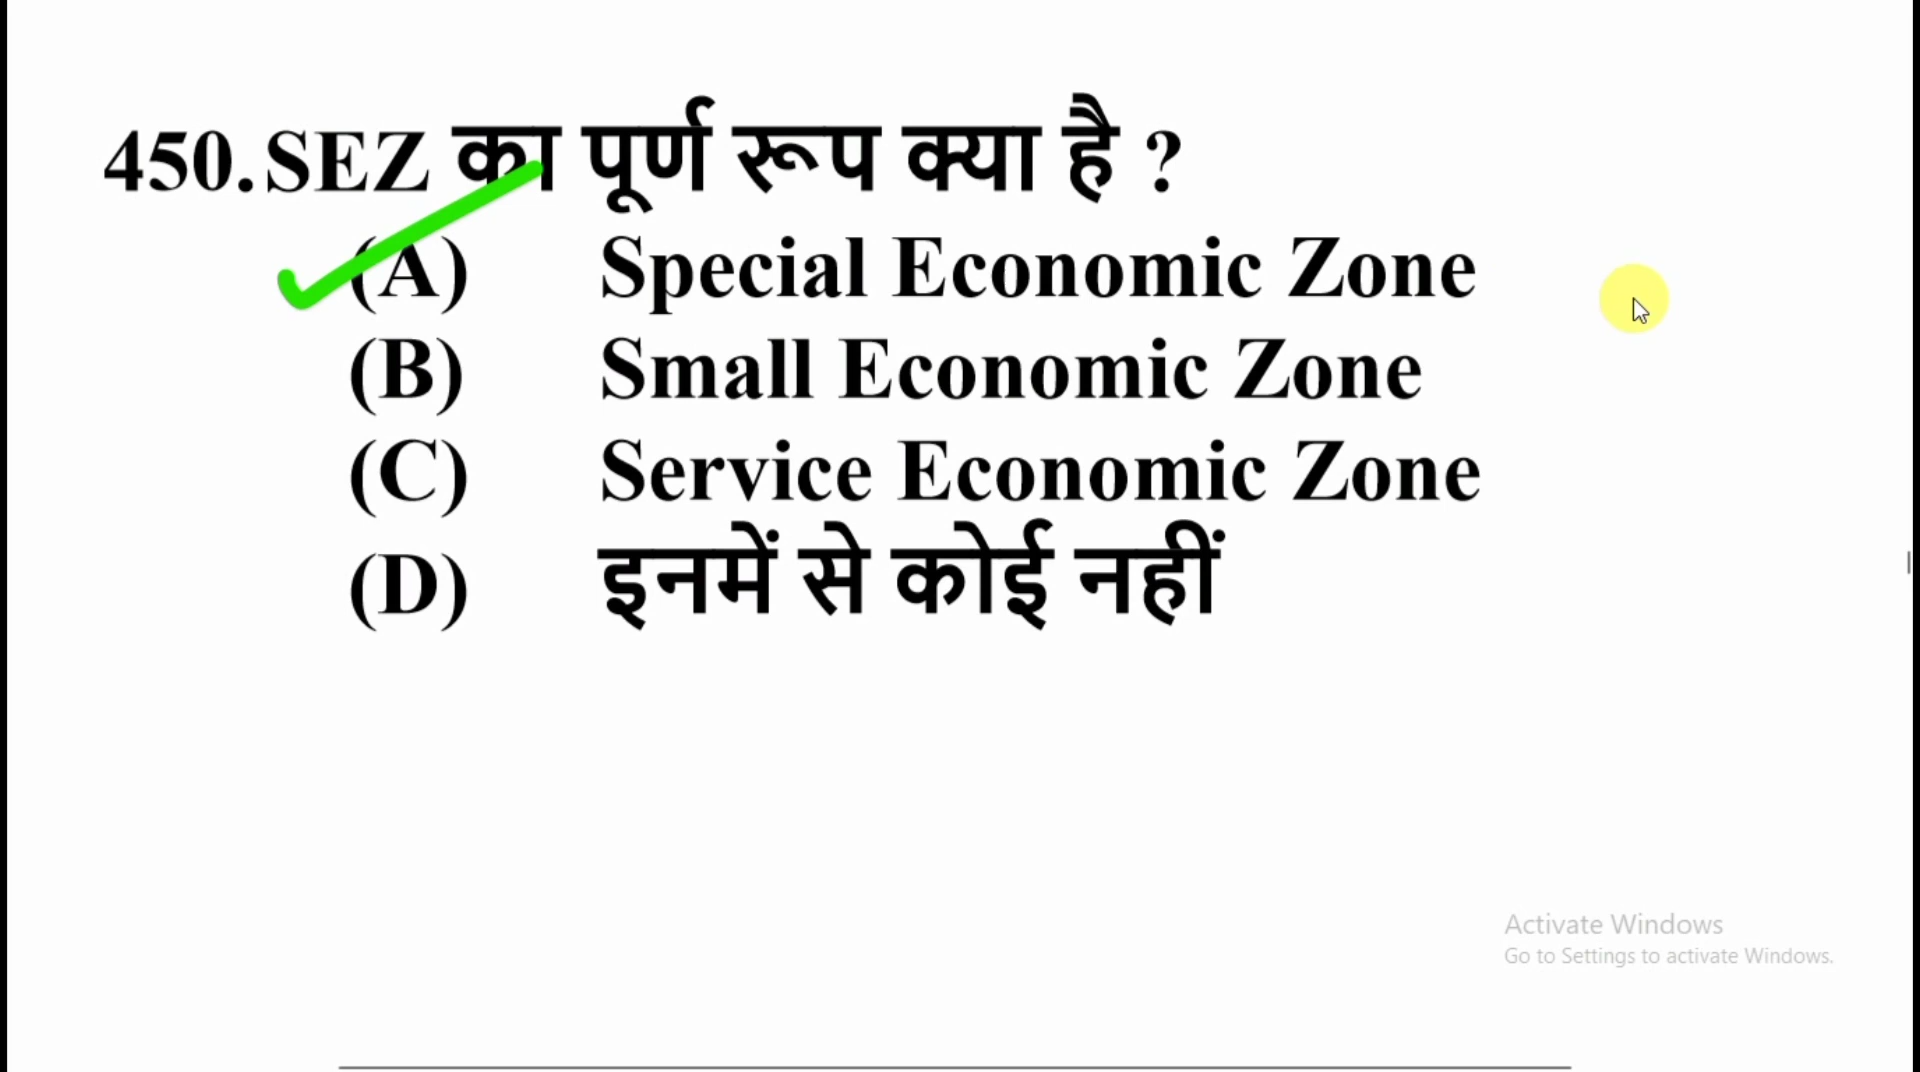 450. SEZ का पूर्ण रूप क्या है ?
(A) Special Economic Zone
(B) Small Economic Zone
(C) Service Economic Zone
(D) इनमें से कोई नहीं
Activate Windows
Go to Settings to activate Windows.